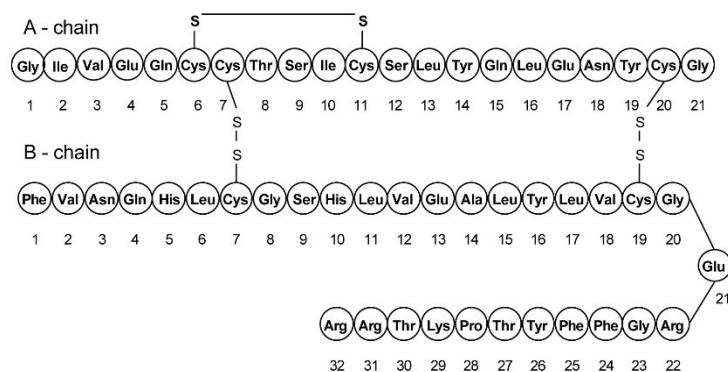 A - chain
S S
Gly Ile Val Glu Gln Cys Cys Thr Ser Ile Cys Ser Leu Tyr Gln Leu Glu Asn Tyr Cys Gly
1 2 3 4 5 6 7 8 9 10 11 12 13 14 15 16 17 18 19 20 21
S S
B - chain
S S
Phe Val Asn Gln His Leu Cys Gly Ser His Leu Val Glu Ala Leu Tyr Leu Val Cys Gly
1 2 3 4 5 6 7 8 9 10 11 12 13 14 15 16 17 18 19 20
Glu
21
Arg Arg Thr Lys Pro Thr Tyr Phe Phe Gly Arg
32 31 30 29 28 27 26 25 24 23 22